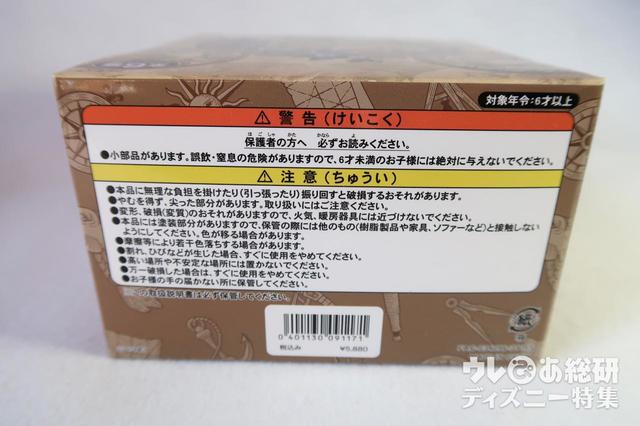 対象年令:6才以上
⚠ 警告(けいこく)
保護者の方へ 必ずお読みください。
●小部品があります。誤飲・窒息の危険がありますので、6才未満のお子様には絶対に与えないでください。
⚠ 注意(ちゅうい)
●本品に無理な負担を掛けたり(引っ張ったり)振り回すと破損するおそれがあります。
●やむを得ず、尖った部分があります。取り扱いにはご注意ください。
●変形、破損(変質)のおそれがありますので、火気、暖房器具には近づけないでください。
●本品には塗装部分がありますので、保管の際には他のもの(樹脂製品や家具、ソファーなど)と接触しない
ようにしてください。色が移る場合があります。
●摩擦等により若干色落ちする場合があります。
●割れ、ひびなどが生じた場合、すぐに使用をやめてください。
●高い場所や不安定な場所には置かないでください。
●万一破損した場合は、すぐに使用をやめてください。
●お子様の手の届かない所に保管してください。
この取扱説明書は必ず保管してください。
0 401130 091171
税込み ¥5,880
紙
ウレぴあ総研
ディズニー特集